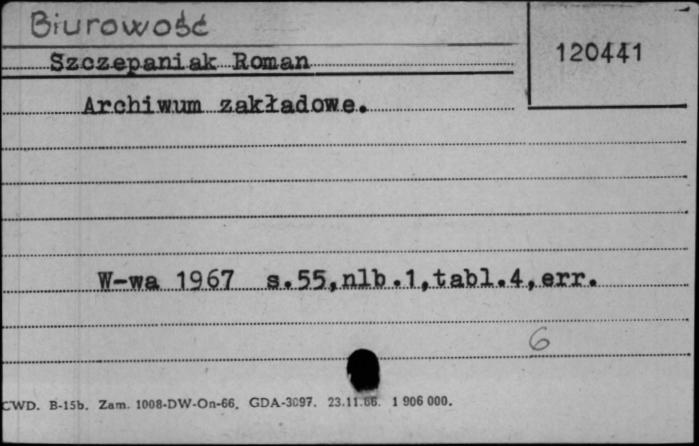 Biurowość
120441
Szczepaniak Roman
Archiwum zakładowe.
W-wa 1967 s.55,nlb.1,tabl.4,err.
6
CWD. B-15b. Zam. 1008-DW-On-66. GDA-3097. 23.11.66. 1 906 000.